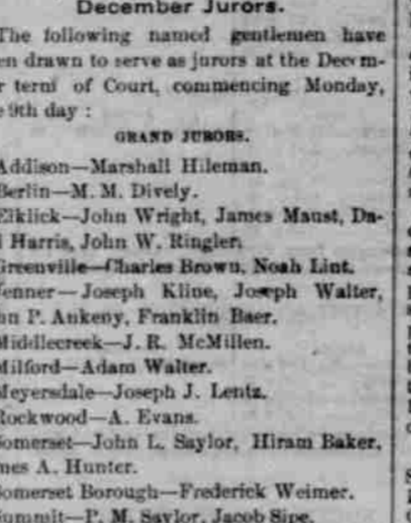 December Jurors.
The following named gentlemen have
en drawn to serve as jurors at the Decem-
r term of Court, commencing Monday,
e 9th day :
GRAND JURORS.
Addison—Marshall Hileman.
Berlin—M. M. Dively.
Elklick—John Wright, James Maust, Da-
l Harris, John W. Ringler.
Greenville—Charles Brown, Noah Lint.
Jenner—Joseph Kline, Joseph Walter,
hn P. Ankeny, Franklin Baer.
Middlecreek—J. R. McMillen.
Milford—Adam Walter.
Meyersdale—Joseph J. Lentz.
Rockwood—A. Evans.
Somerset—John L. Saylor, Hiram Baker,
mes A. Hunter.
Somerset Borough—Frederick Weimer.
Summit—P. M. Saylor, Jacob Sipe.